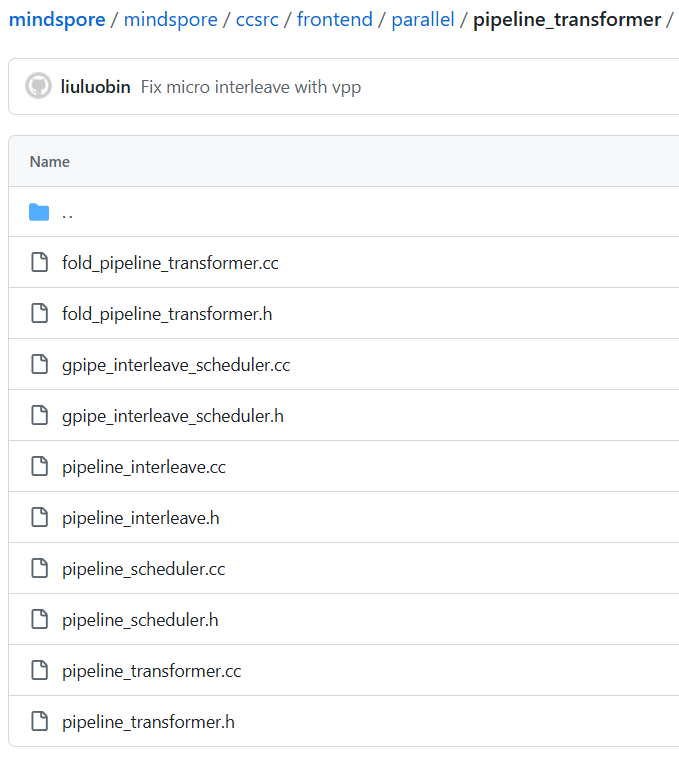 mindspore / mindspore / ccsrc / frontend / parallel / pipeline_transformer /
liuluobin Fix micro interleave with vpp
Name
..
fold_pipeline_transformer.cc
fold_pipeline_transformer.h
gpipe_interleave_scheduler.cc
gpipe_interleave_scheduler.h
pipeline_interleave.cc
pipeline_interleave.h
pipeline_scheduler.cc
pipeline_scheduler.h
pipeline_transformer.cc
pipeline_transformer.h